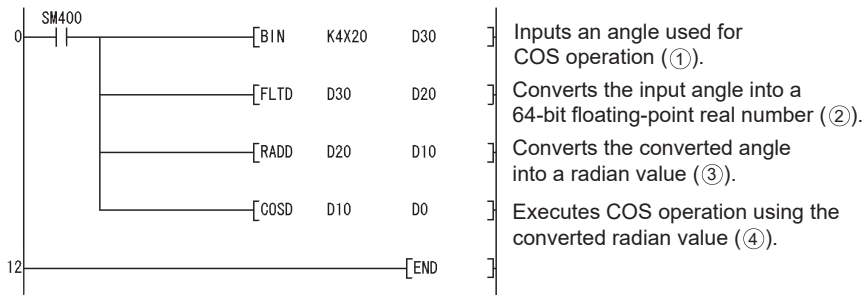 SM400
0 [BIN K4X20 D30 ] Inputs an angle used for
COS operation (①).
[FLTD D30 D20 ] Converts the input angle into a
64-bit floating-point real number (②).
[RADD D20 D10 ] Converts the converted angle
into a radian value (③).
[COSD D10 D0 ] Executes COS operation using the
converted radian value (④).
12 [END ]